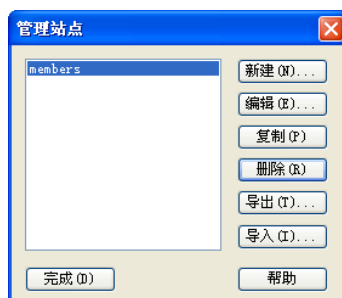 管理站点
members
新建(N)...
编辑(E)...
复制(P)
删除(R)
导出(T)...
导入(I)...
完成(D)
帮助